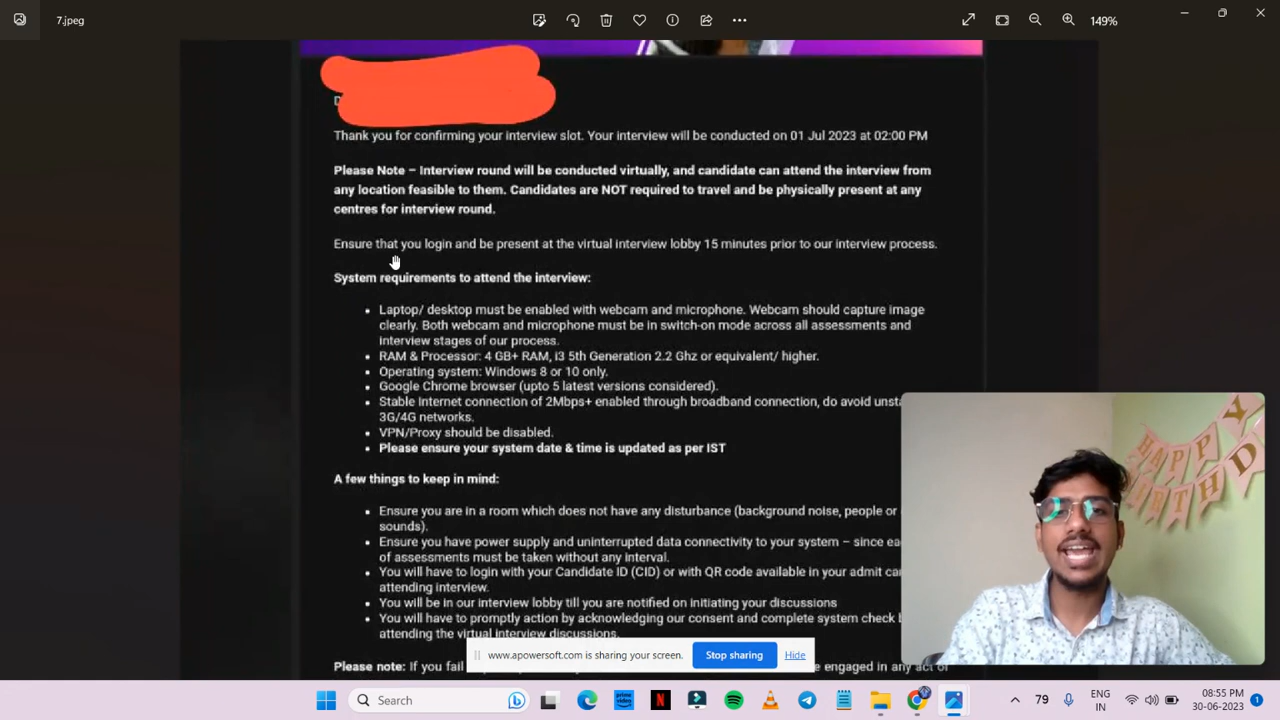 7.jpeg
149%
Thank you for confirming your interview slot. Your interview will be conducted on 01 Jul 2023 at 02:00 PM
Please Note – Interview round will be conducted virtually, and candidate can attend the interview from
any location feasible to them. Candidates are NOT required to travel and be physically present at any
centres for interview round.
Ensure that you login and be present at the virtual interview lobby 15 minutes prior to our interview process.
System requirements to attend the interview:
Laptop/ desktop must be enabled with webcam and microphone. Webcam should capture image
clearly. Both webcam and microphone must be in switch-on mode across all assessments and
interview stages of our process.
RAM & Processor: 4 GB+ RAM, i3 5th Generation 2.2 Ghz or equivalent/ higher.
Operating system: Windows 8 or 10 only.
Google Chrome browser (upto 5 latest versions considered).
Stable Internet connection of 2Mbps+ enabled through broadband connection, do avoid
3G/4G networks.
VPN/Proxy should be disabled.
Please ensure your system date & time is updated as per IST
A few things to keep in mind:
Ensure you are in a room which does not have any disturbance (background noise, people or
sounds).
Ensure you have power supply and uninterrupted data connectivity to your system – since
of assessments must be taken without any interval.
You will have to login with your Candidate ID (CID) or with QR code available in your admit
attending interview.
You will be in our interview lobby till you are notified on initiating your discussions
You will have to promptly action by acknowledging our consent and complete system check
attending the virtual interview discussions.
Please note: If you fail
be engaged in any act of
HAPPY
www.apowersoft.com is sharing your screen.
Stop sharing
Hide
Search
79
ENG
IN
08:55 PM
30-06-2023
1